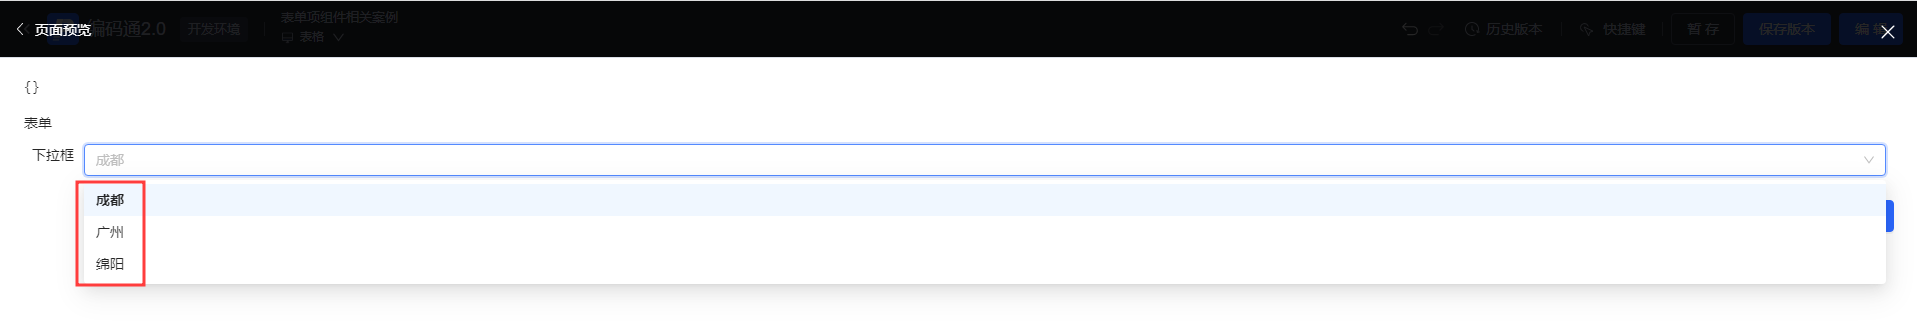 页面预览 编码通2.0 开发环境 表单项组件相关案例
表格
历史版本 快捷键 暂 存 保存版本 编 辑
{}
表单
下拉框 成都
成都
广州
绵阳